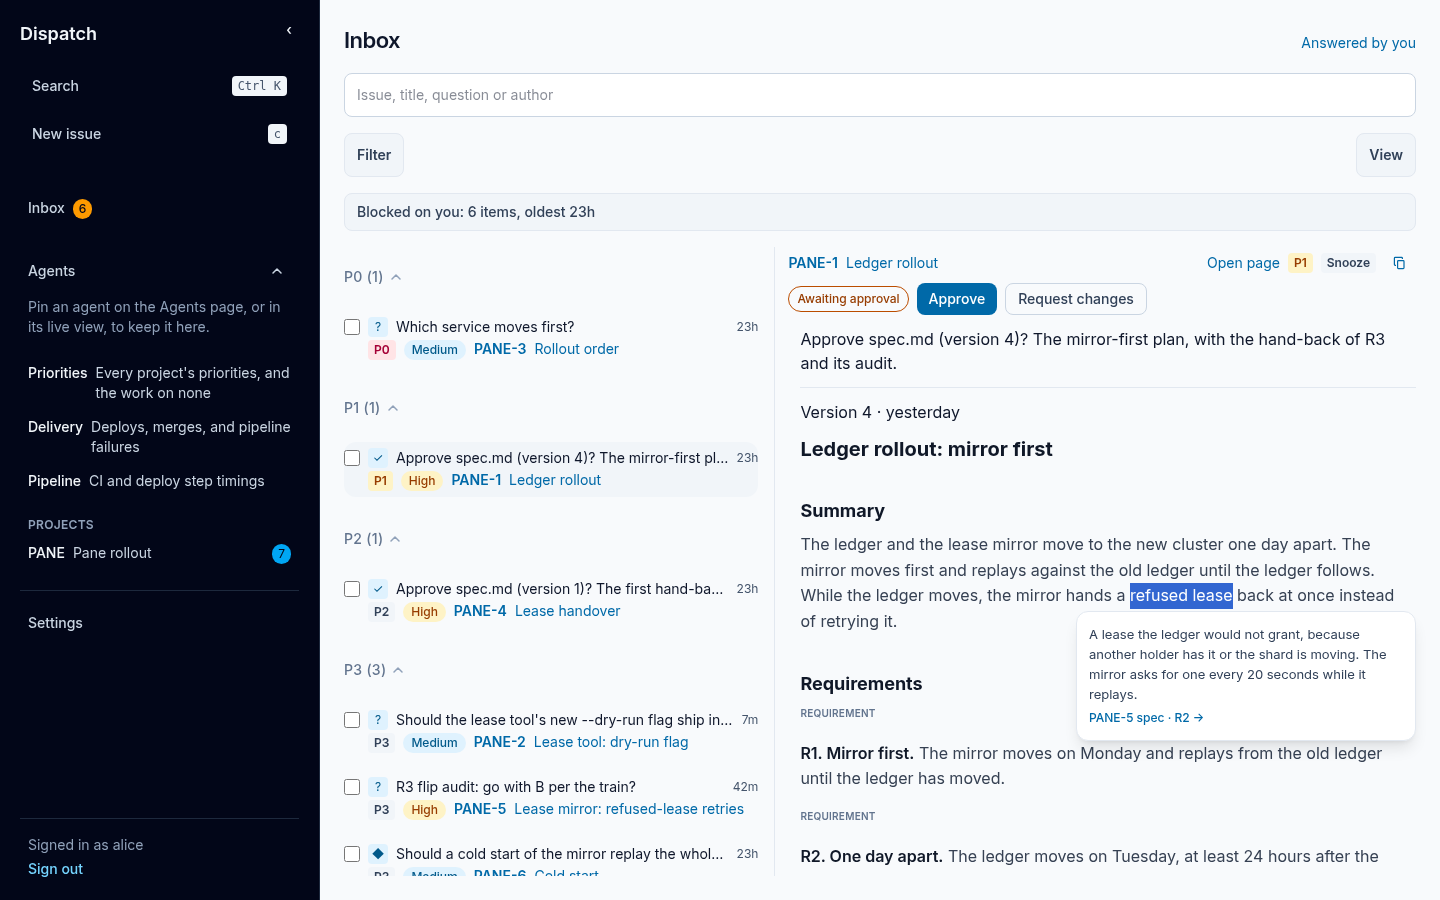 Dispatch
Search
Ctrl K
New issue
c
Inbox 6
Agents
Pin an agent on the Agents page, or in
its live view, to keep it here.
Priorities Every project's priorities, and
the work on none
Delivery Deploys, merges, and pipeline
failures
Pipeline CI and deploy step timings
PROJECTS
PANE Pane rollout 7
Settings
Signed in as alice
Sign out
Inbox
Answered by you
Issue, title, question or author
Filter
View
Blocked on you: 6 items, oldest 23h
P0 (1)
? Which service moves first? 23h
P0 Medium PANE-3 Rollout order
P1 (1)
Approve spec.md (version 4)? The mirror-first pl... 23h
P1 High PANE-1 Ledger rollout
P2 (1)
Approve spec.md (version 1)? The first hand-ba... 23h
P2 High PANE-4 Lease handover
P3 (3)
? Should the lease tool's new --dry-run flag ship in... 7m
P3 Medium PANE-2 Lease tool: dry-run flag
? R3 flip audit: go with B per the train? 42m
P3 High PANE-5 Lease mirror: refused-lease retries
Should a cold start of the mirror replay the whol... 23h
P3 Medium PANE-6 Cold start
PANE-1 Ledger rollout
Open page P1 Snooze
Awaiting approval Approve Request changes
Approve spec.md (version 4)? The mirror-first plan, with the hand-back of R3
and its audit.
Version 4 · yesterday
Ledger rollout: mirror first
Summary
The ledger and the lease mirror move to the new cluster one day apart. The
mirror moves first and replays against the old ledger until the ledger follows.
While the ledger moves, the mirror hands a refused lease back at once instead
of retrying it.
A lease the ledger would not grant, because
another holder has it or the shard is moving. The
mirror asks for one every 20 seconds while it
replays.
PANE-5 spec · R2 →
Requirements
REQUIREMENT
R1. Mirror first. The mirror moves on Monday and replays from the old ledger
until the ledger has moved.
REQUIREMENT
R2. One day apart. The ledger moves on Tuesday, at least 24 hours after the